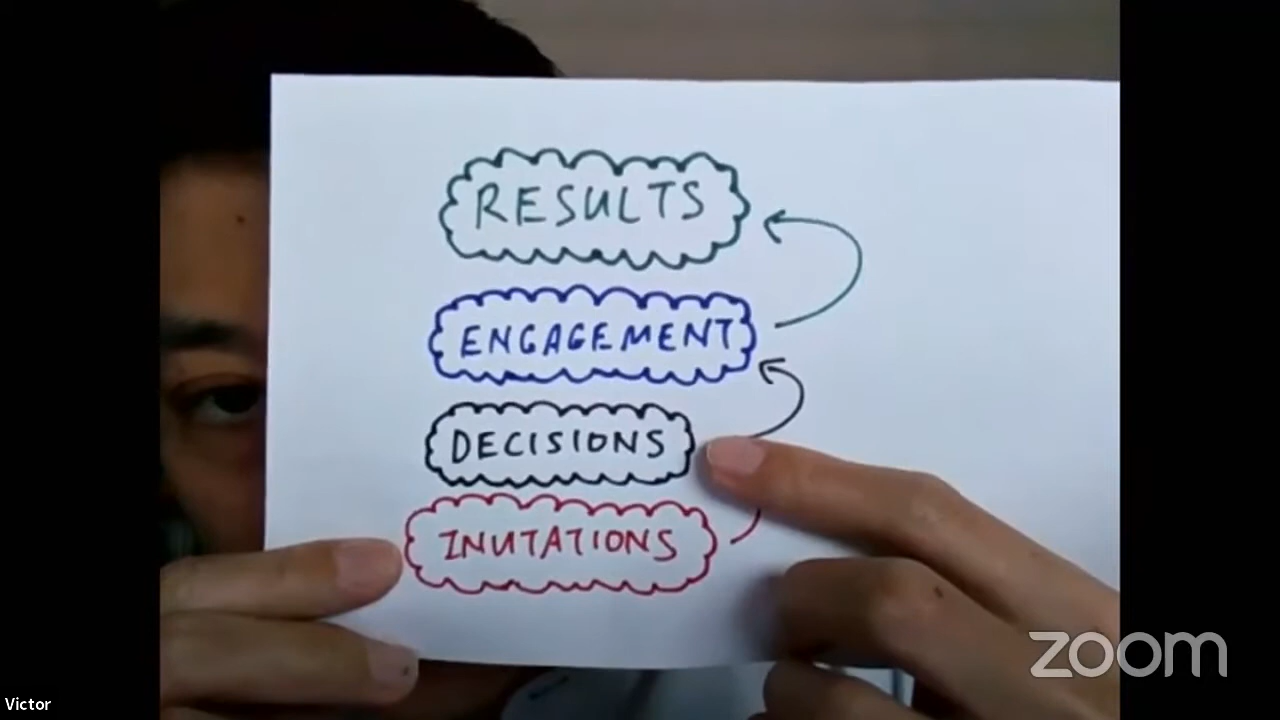 RESULTS
ENGAGEMENT
DECISIONS
INUTATIONS
Victor
zoom